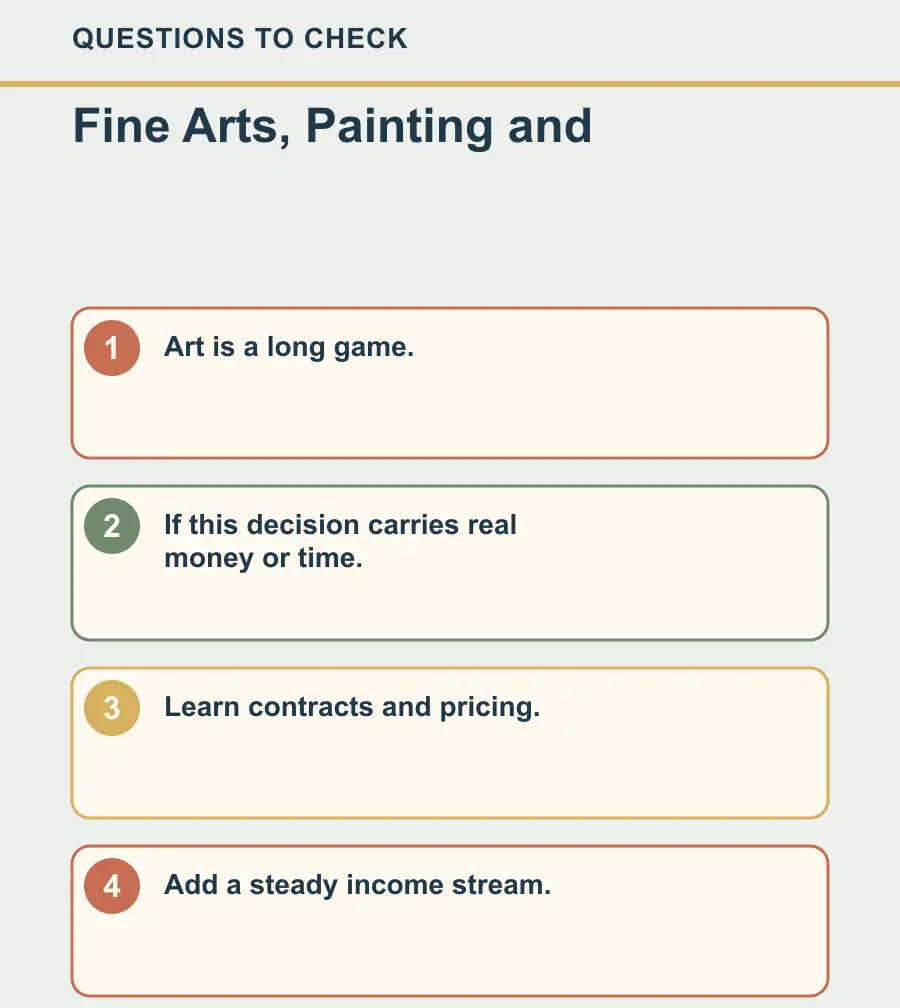 QUESTIONS TO CHECK
Fine Arts, Painting and
1
Art is a long game.
2
If this decision carries real
money or time.
3
Learn contracts and pricing.
4
Add a steady income stream.